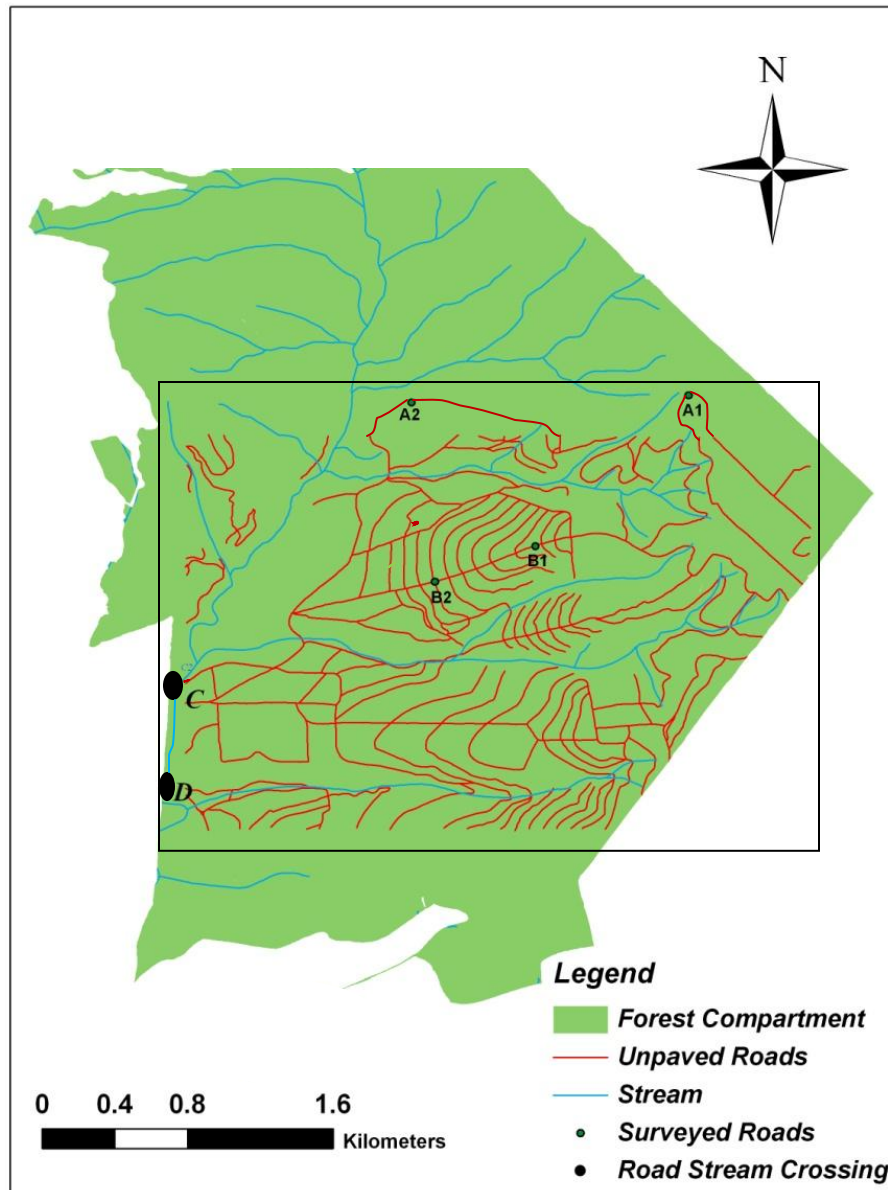 N
A2
A1
B1
B2
C2
C
D
Legend
Forest Compartment
Unpaved Roads
Stream
Surveyed Roads
Road Stream Crossing
0 0.4 0.8 1.6
Kilometers